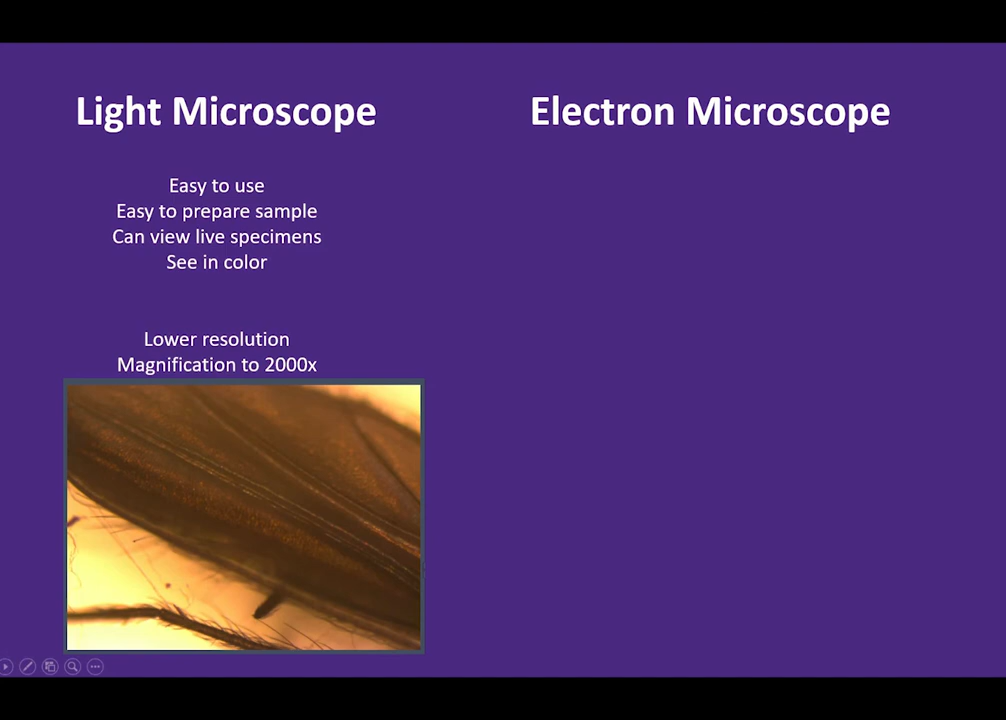 Light Microscope
Easy to use
Easy to prepare sample
Can view live specimens
See in color
Lower resolution
Magnification to 2000x
Electron Microscope